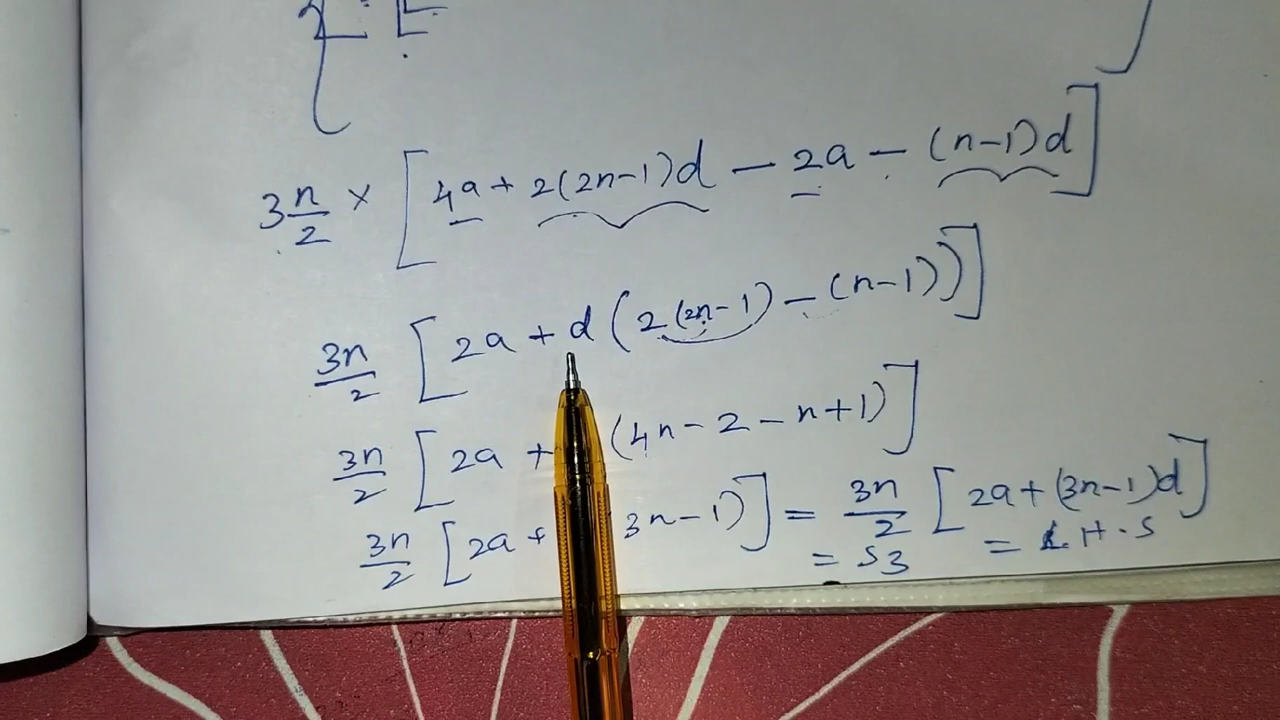 3n/2 × [4a + 2(2n-1)d - 2a - (n-1)d]
3n/2 [2a + d(2(2n-1) - (n-1))]
3n/2 [2a + (4n-2-n+1)]
3n/2 [2a + 3n-1)] = 3n/2 [2a+(3n-1)d]
= S3 = L.H.S